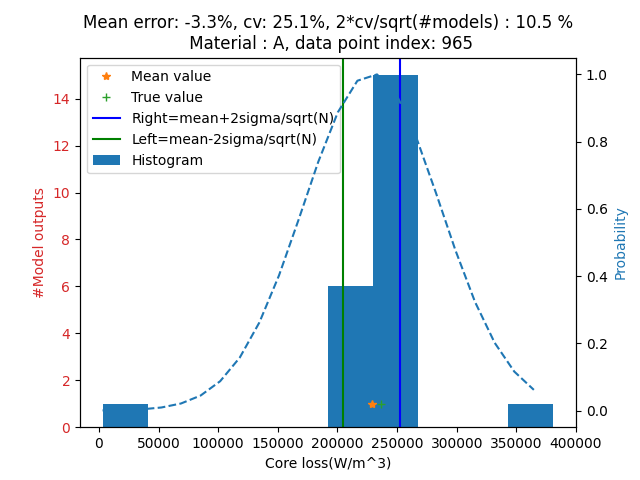 Mean error: -3.3%, cv: 25.1%, 2*cv/sqrt(#models) : 10.5 %
Material : A, data point index: 965
Mean value
True value
Right=mean+2sigma/sqrt(N)
Left=mean-2sigma/sqrt(N)
Histogram
#Model outputs
14
12
10
8
6
4
2
0
1.0
0.8
0.6
0.4
0.2
0.0
Probability
0 50000 100000 150000 200000 250000 300000 350000 400000
Core loss(W/m^3)